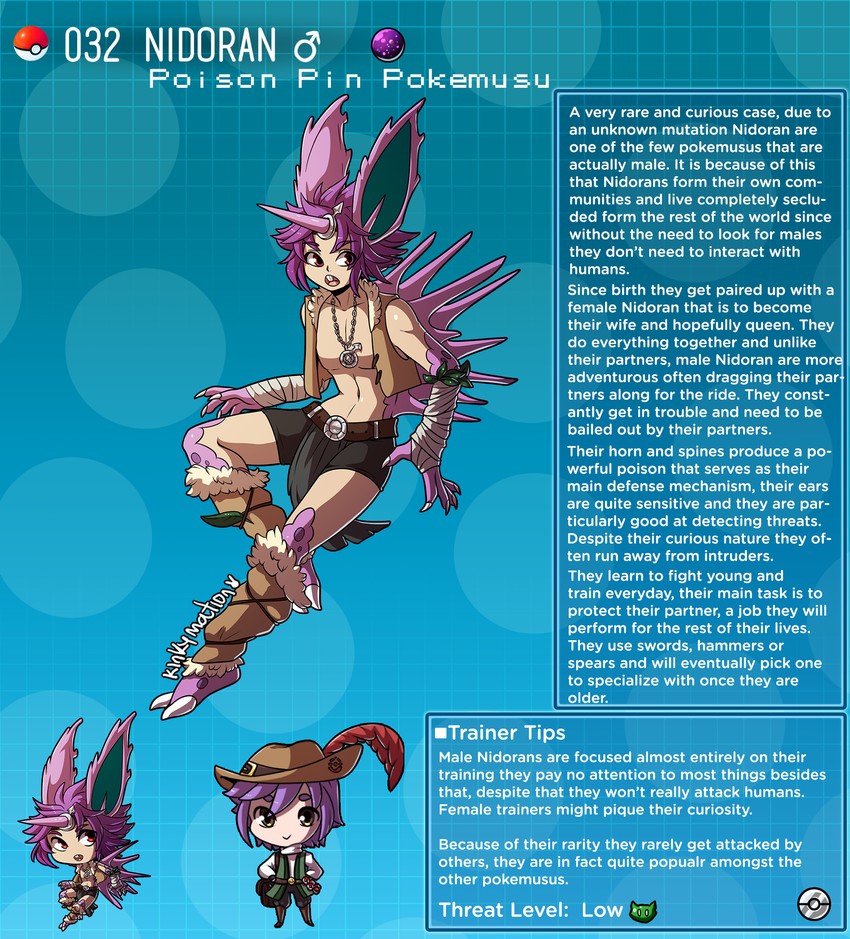 032 NIDORAN ♂
Poison Pin Pokemusu
A very rare and curious case, due to
an unknown mutation Nidoran are
one of the few pokemusus that are
actually male. It is because of this
that Nidorans form their own com-
munities and live completely seclu-
ded form the rest of the world since
without the need to look for males
they don't need to interact with
humans.
Since birth they get paired up with a
female Nidoran that is to become
their wife and hopefully queen. They
do everything together and unlike
their partners, male Nidoran are more
adventurous often dragging their par-
tners along for the ride. They const-
antly get in trouble and need to be
bailed out by their partners.
Their horn and spines produce a po-
werful poison that serves as their
main defense mechanism, their ears
are quite sensitive and they are par-
ticularly good at detecting threats.
Despite their curious nature they of-
ten run away from intruders.
They learn to fight young and
train everyday, their main task is to
protect their partner, a job they will
perform for the rest of their lives.
They use swords, hammers or
spears and will eventually pick one
to specialize with once they are
older.
kinkymation
■Trainer Tips
Male Nidorans are focused almost entirely on their
training they pay no attention to most things besides
that, despite that they won't really attack humans.
Female trainers might pique their curiosity.
Because of their rarity they rarely get attacked by
others, they are in fact quite popualr amongst the
other pokemusus.
Threat Level: Low